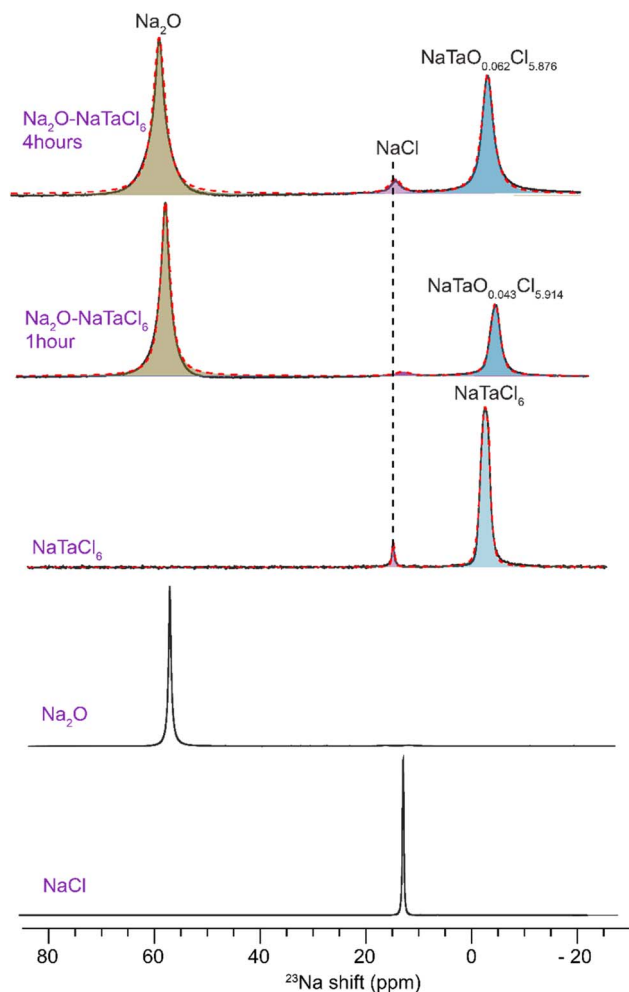 Na₂O
NaTaO₀.₀₆₂Cl₅.₈₇₆
Na₂O-NaTaCl₆
4hours
NaCl
NaTaO₀.₀₄₃Cl₅.₉₁₄
Na₂O-NaTaCl₆
1hour
NaTaCl₆
NaTaCl₆
Na₂O
NaCl
80 60 40 20 0 - 20
²³Na shift (ppm)